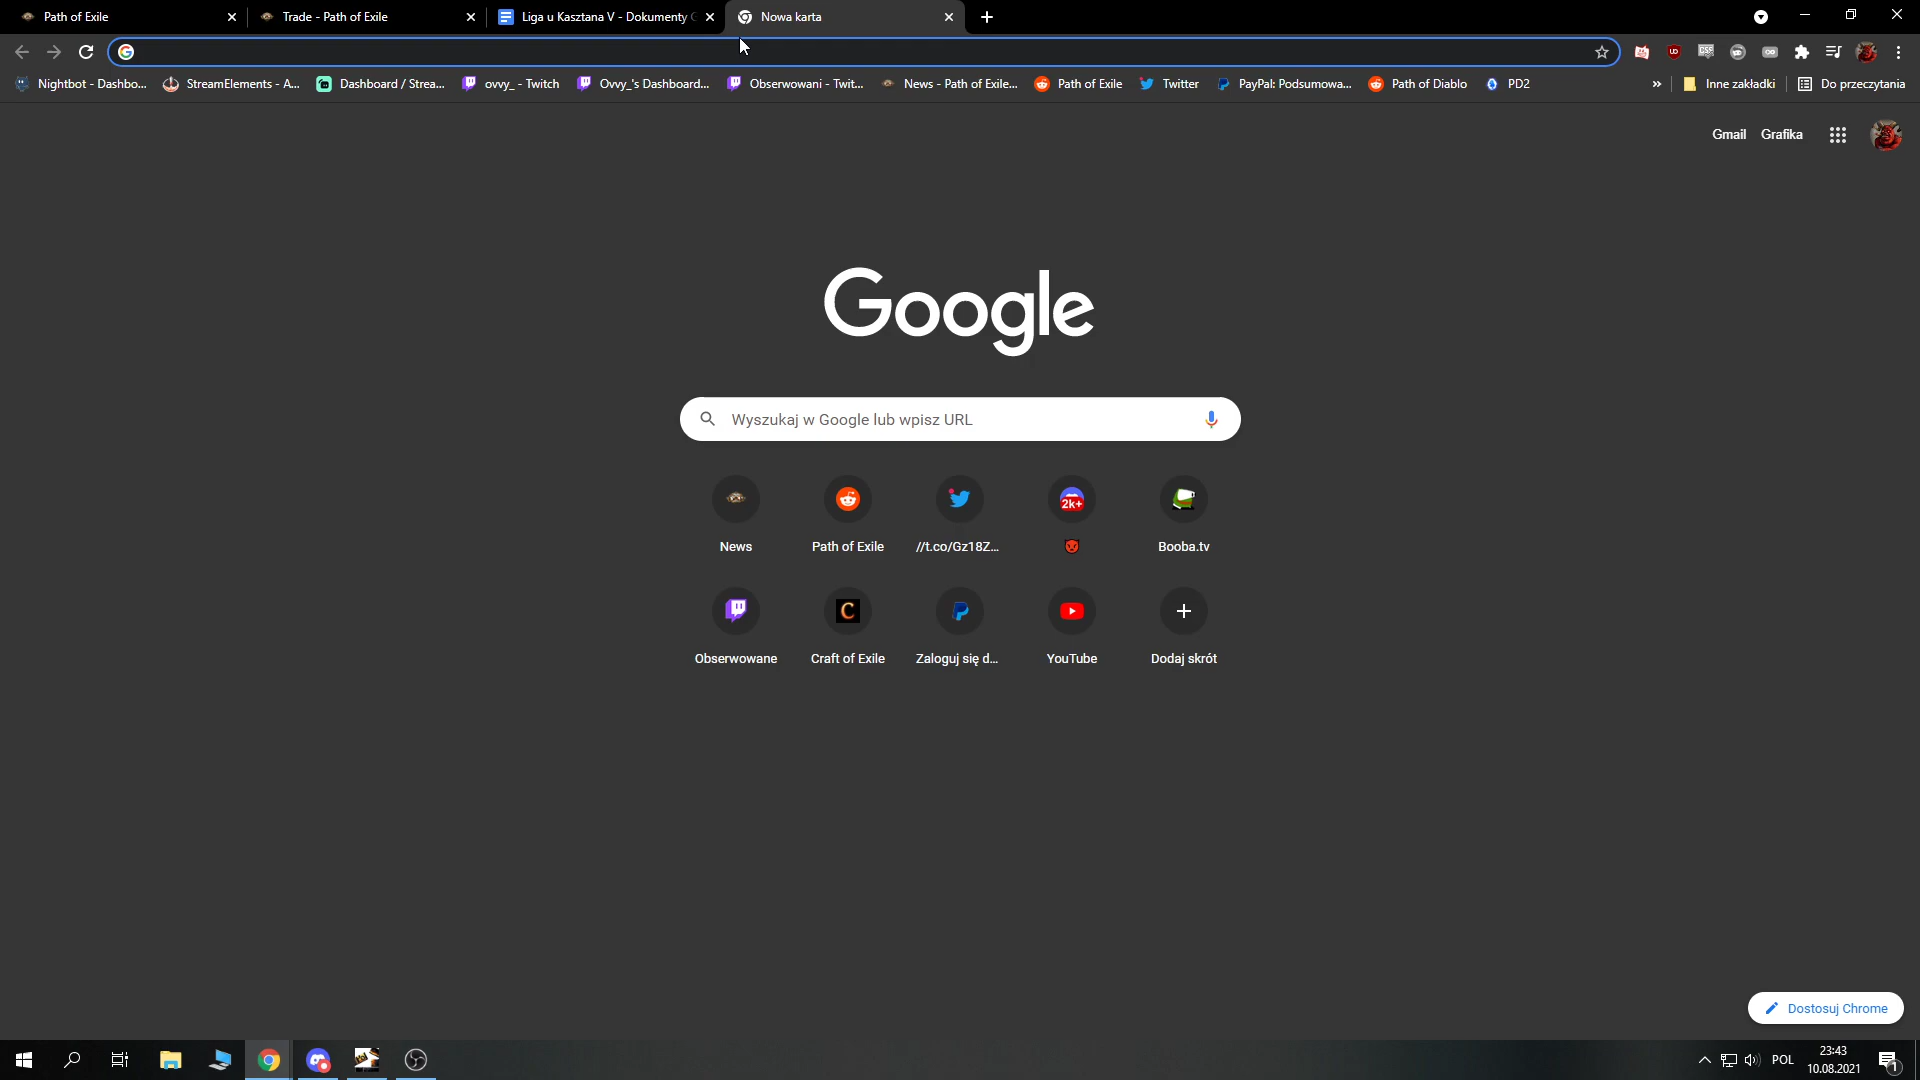 Path of Exile
Trade - Path of Exile
Liga u Kasztana V - Dokumenty
Nowa karta
Nightbot - Dashbo...
StreamElements - A...
Dashboard / Strea...
ovvy_ - Twitch
Ovvy_'s Dashboard...
Obserwowani - Twit...
News - Path of Exile...
Path of Exile
Twitter
PayPal: Podsumowa...
Path of Diablo
PD2
»
Inne zakładki
Do przeczytania
Gmail
Grafika
Google
Wyszukaj w Google lub wpisz URL
2k+
News
Path of Exile
//t.co/Gz18Z...
Booba.tv
C
Obserwowane
Craft of Exile
Zaloguj się d...
YouTube
Dodaj skrót
Dostosuj Chrome
POL
23:43
10.08.2021
1